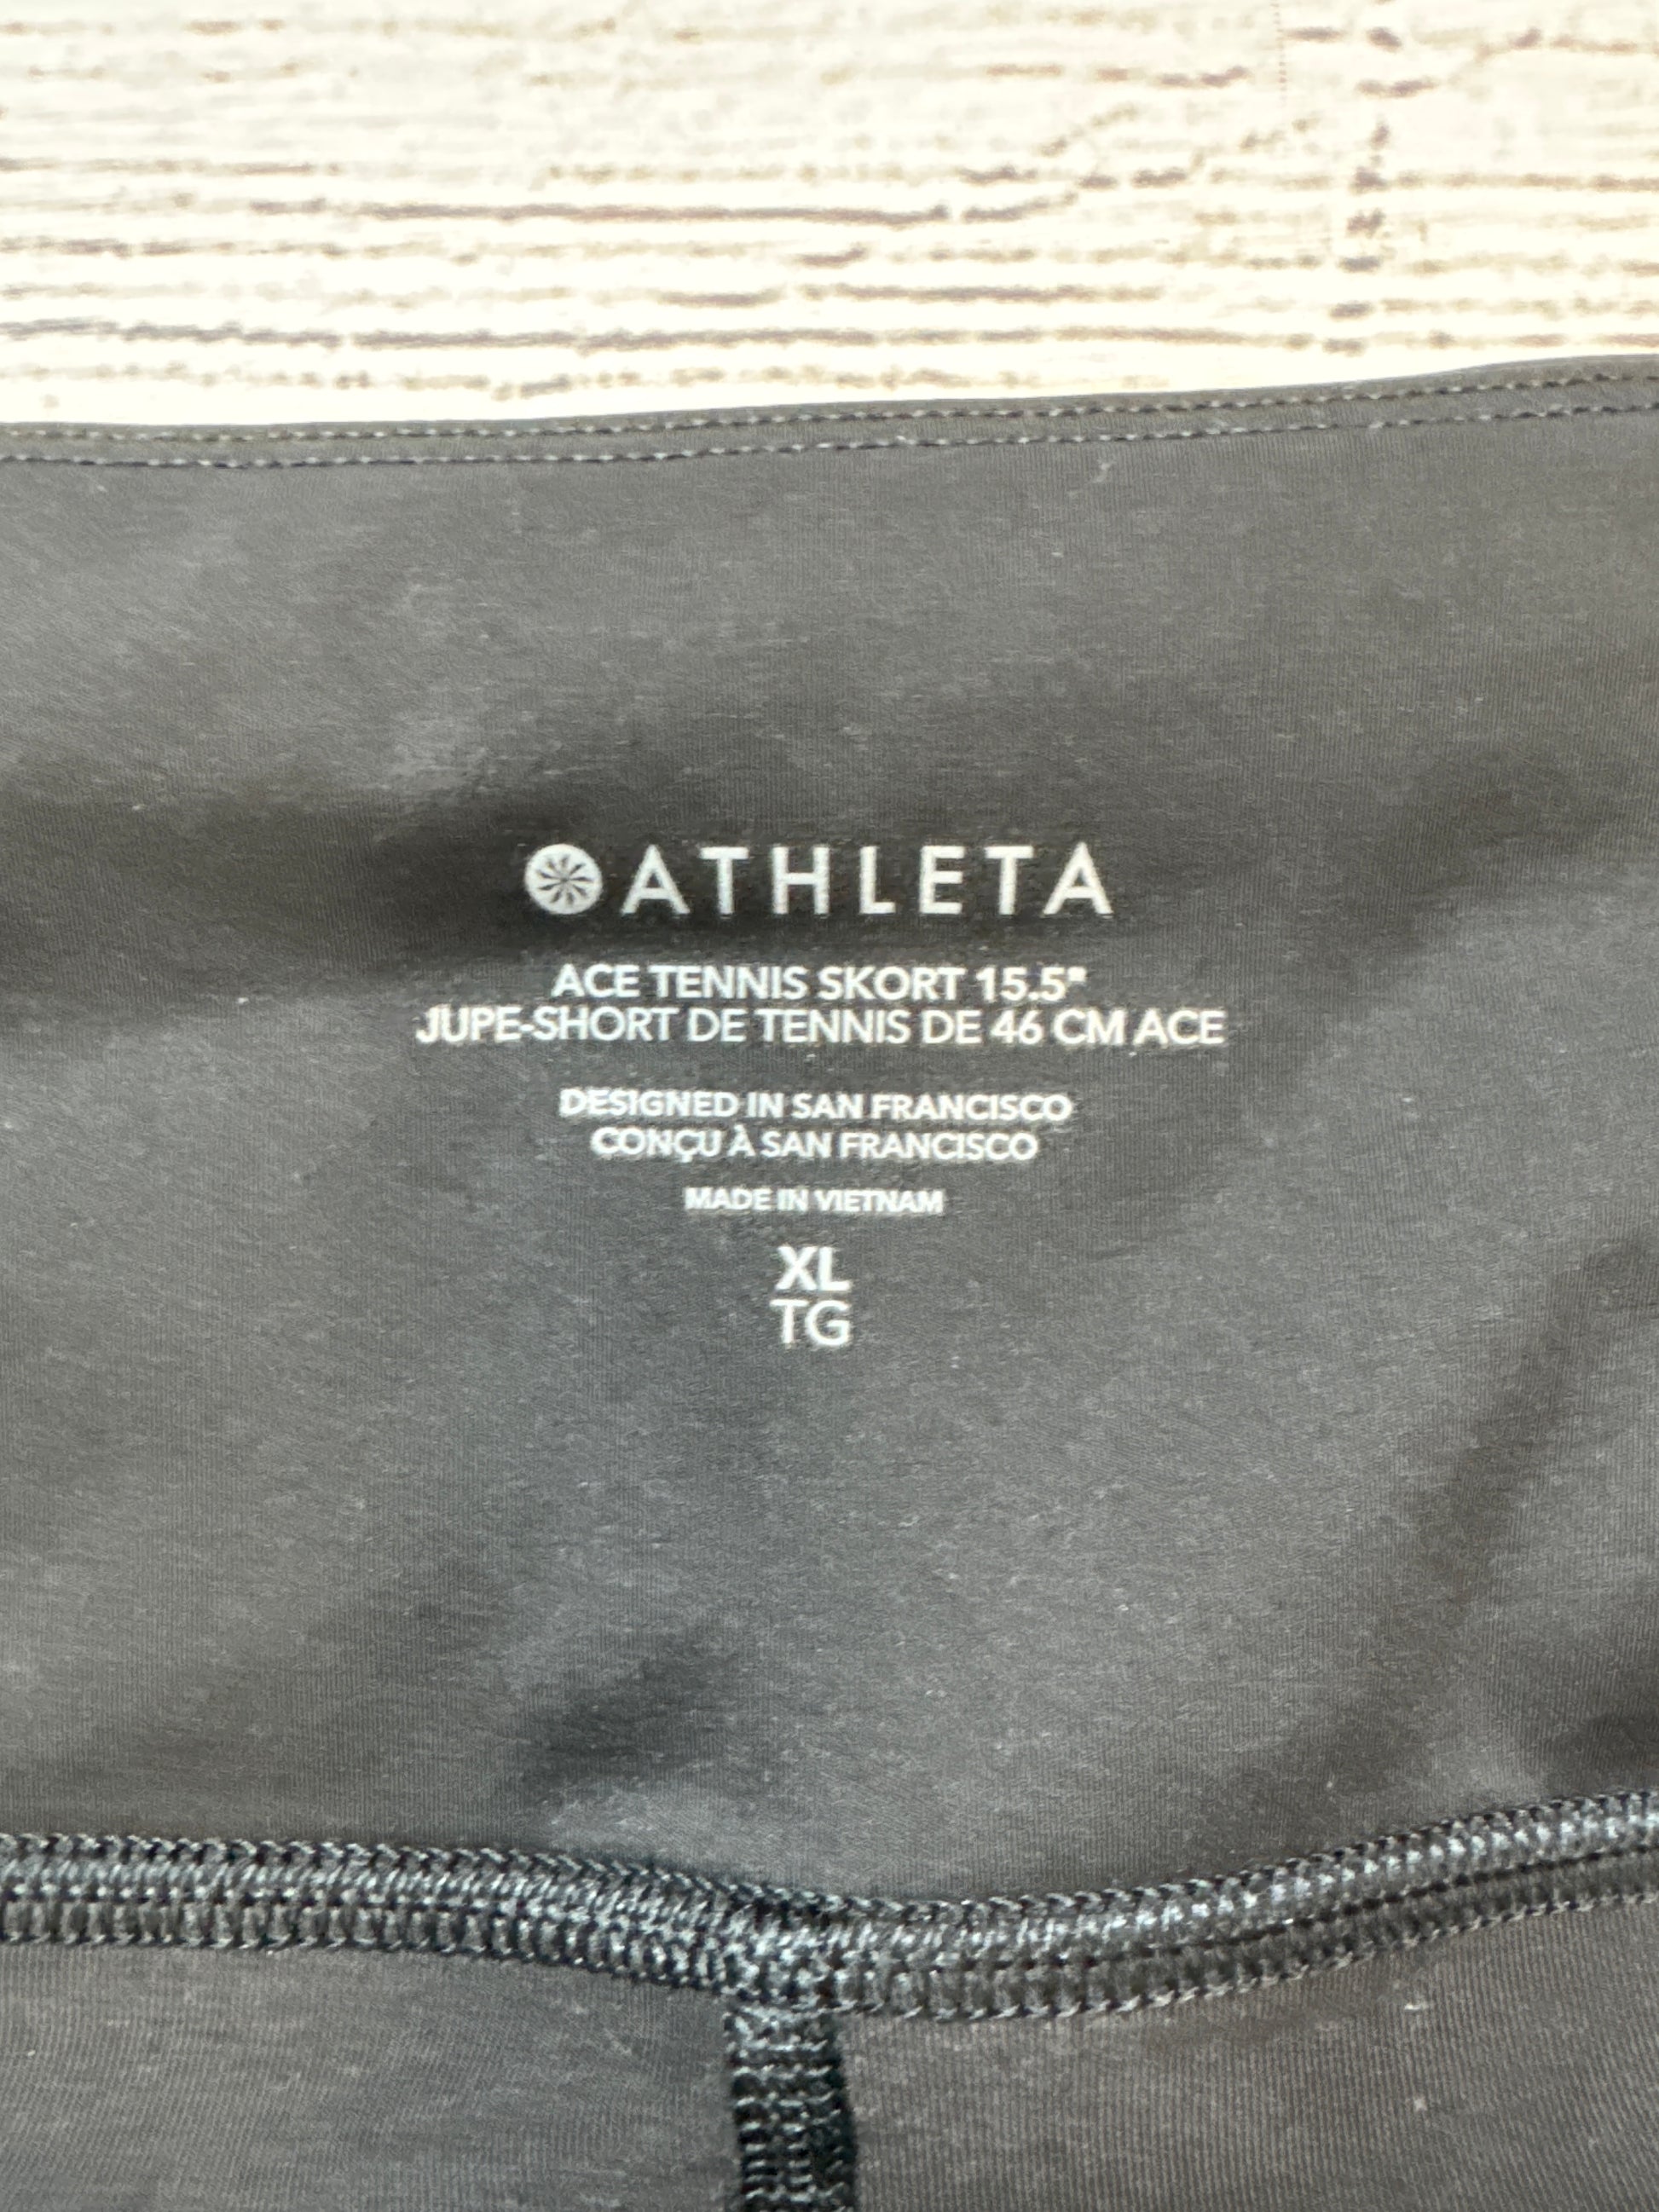 ATHLETA
ACE TENNIS SKORT 15.5"
JUPE-SHORT DE TENNIS DE 46 CM ACE
DESIGNED IN SAN FRANCISCO
CONÇU À SAN FRANCISCO
MADE IN VIETNAM
XL
TG